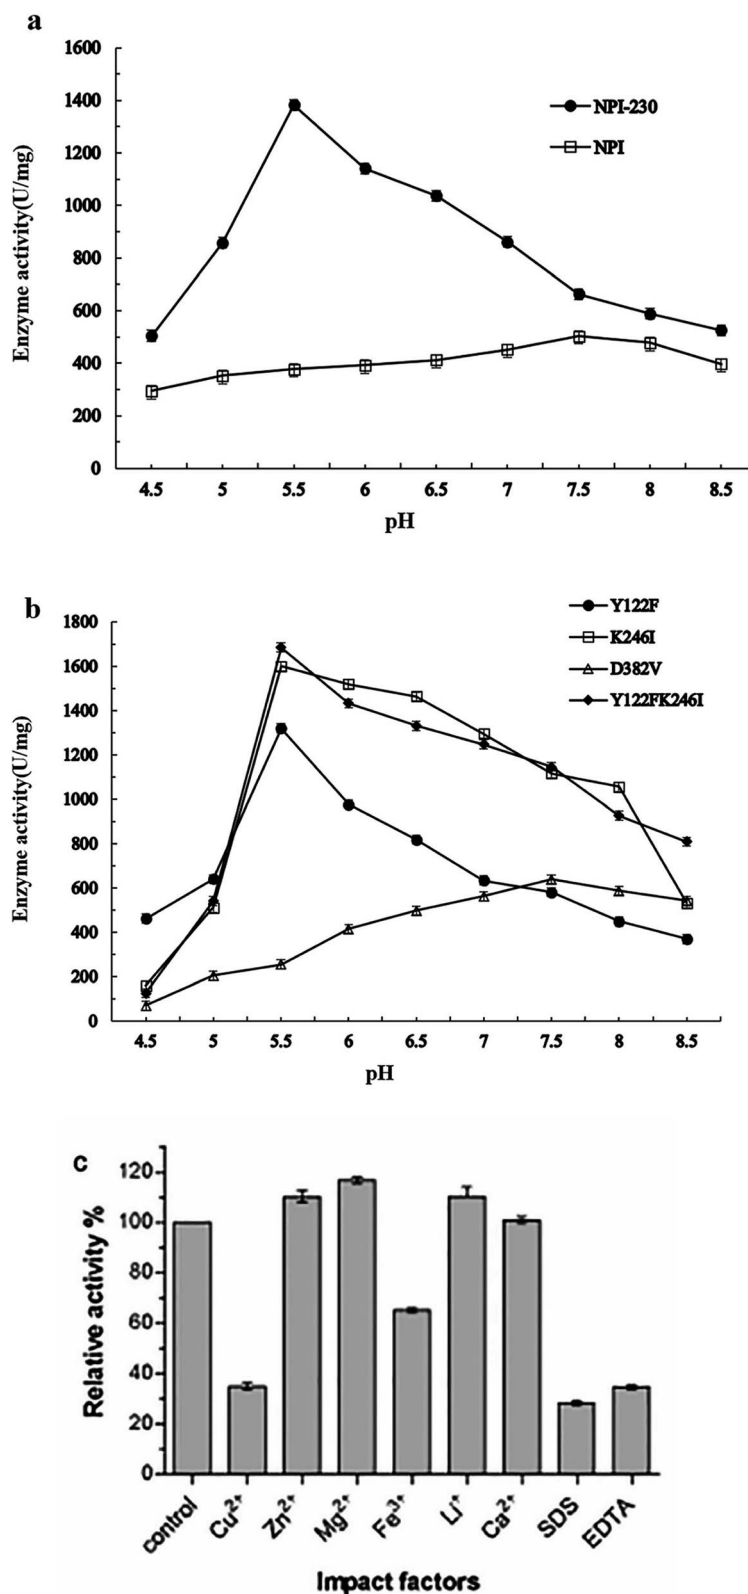 a
1600
1400
1200
1000
800
600
400
200
0
Enzyme activity(U/mg)
NPI-230
NPI
4.5 5 5.5 6 6.5 7 7.5 8 8.5
pH
b
1800
1600
1400
1200
1000
800
600
400
200
0
Enzyme activity(U/mg)
Y122F
K246I
D382V
Y122FK246I
4.5 5 5.5 6 6.5 7 7.5 8 8.5
pH
c
120
100
80
60
40
20
0
Relative activity %
control Cu²⁺ Zn²⁺ Mg²⁺ Fe³⁺ Li⁺ Ca²⁺ SDS EDTA
Impact factors